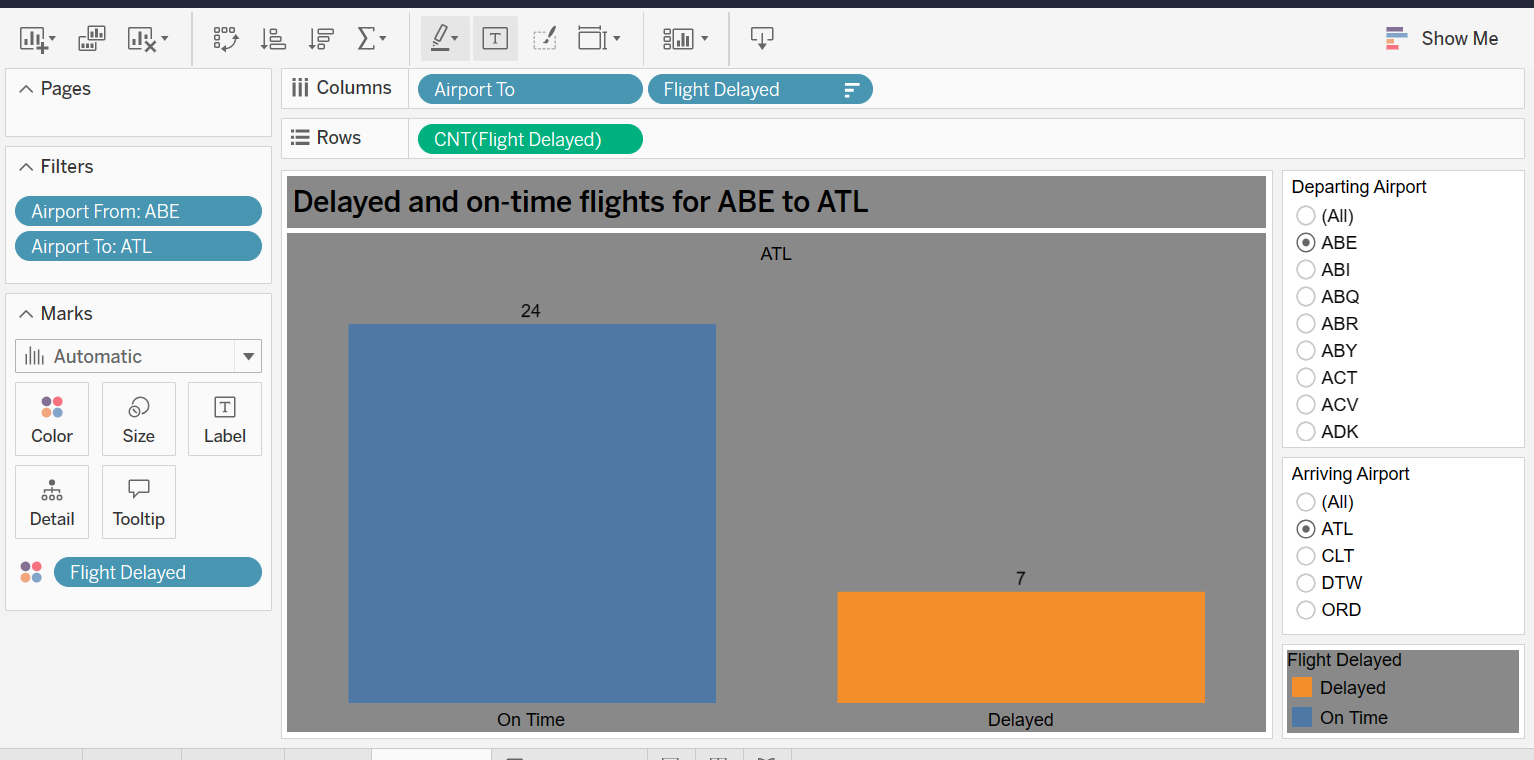 Show Me
Pages
Columns
Airport To
Flight Delayed
Rows
CNT(Flight Delayed)
Filters
Airport From: ABE
Airport To: ATL
Marks
Automatic
Color
Size
Label
Detail
Tooltip
Flight Delayed
Delayed and on-time flights for ABE to ATL
ATL
24
7
On Time
Delayed
Departing Airport
(All)
ABE
ABI
ABQ
ABR
ABY
ACT
ACV
ADK
Arriving Airport
(All)
ATL
CLT
DTW
ORD
Flight Delayed
Delayed
On Time